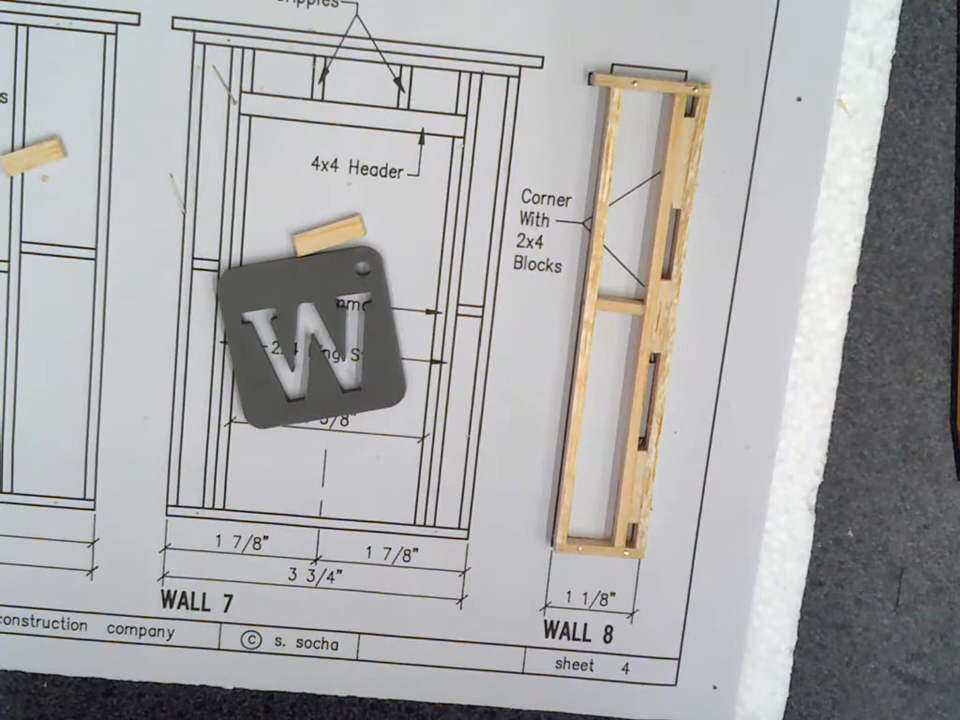 4x4 Header
Corner
With
2x4
Blocks
W
1 7/8"
1 7/8"
3 3/4"
WALL 7
1 1/8"
WALL 8
construction company
© s. socha
sheet 4